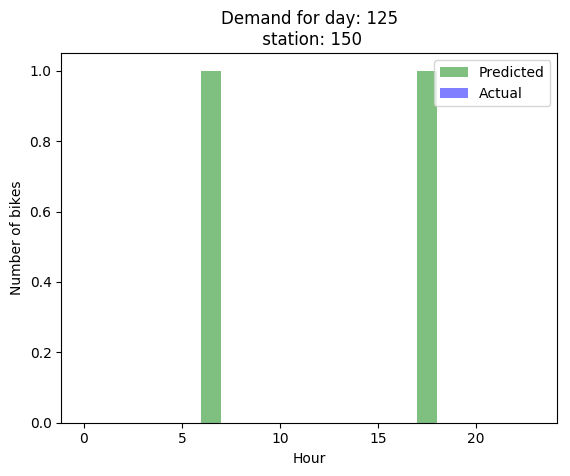 Demand for day: 125
station: 150
Predicted
Actual
Number of bikes
1.0
0.8
0.6
0.4
0.2
0.0
0
5
10
15
20
Hour